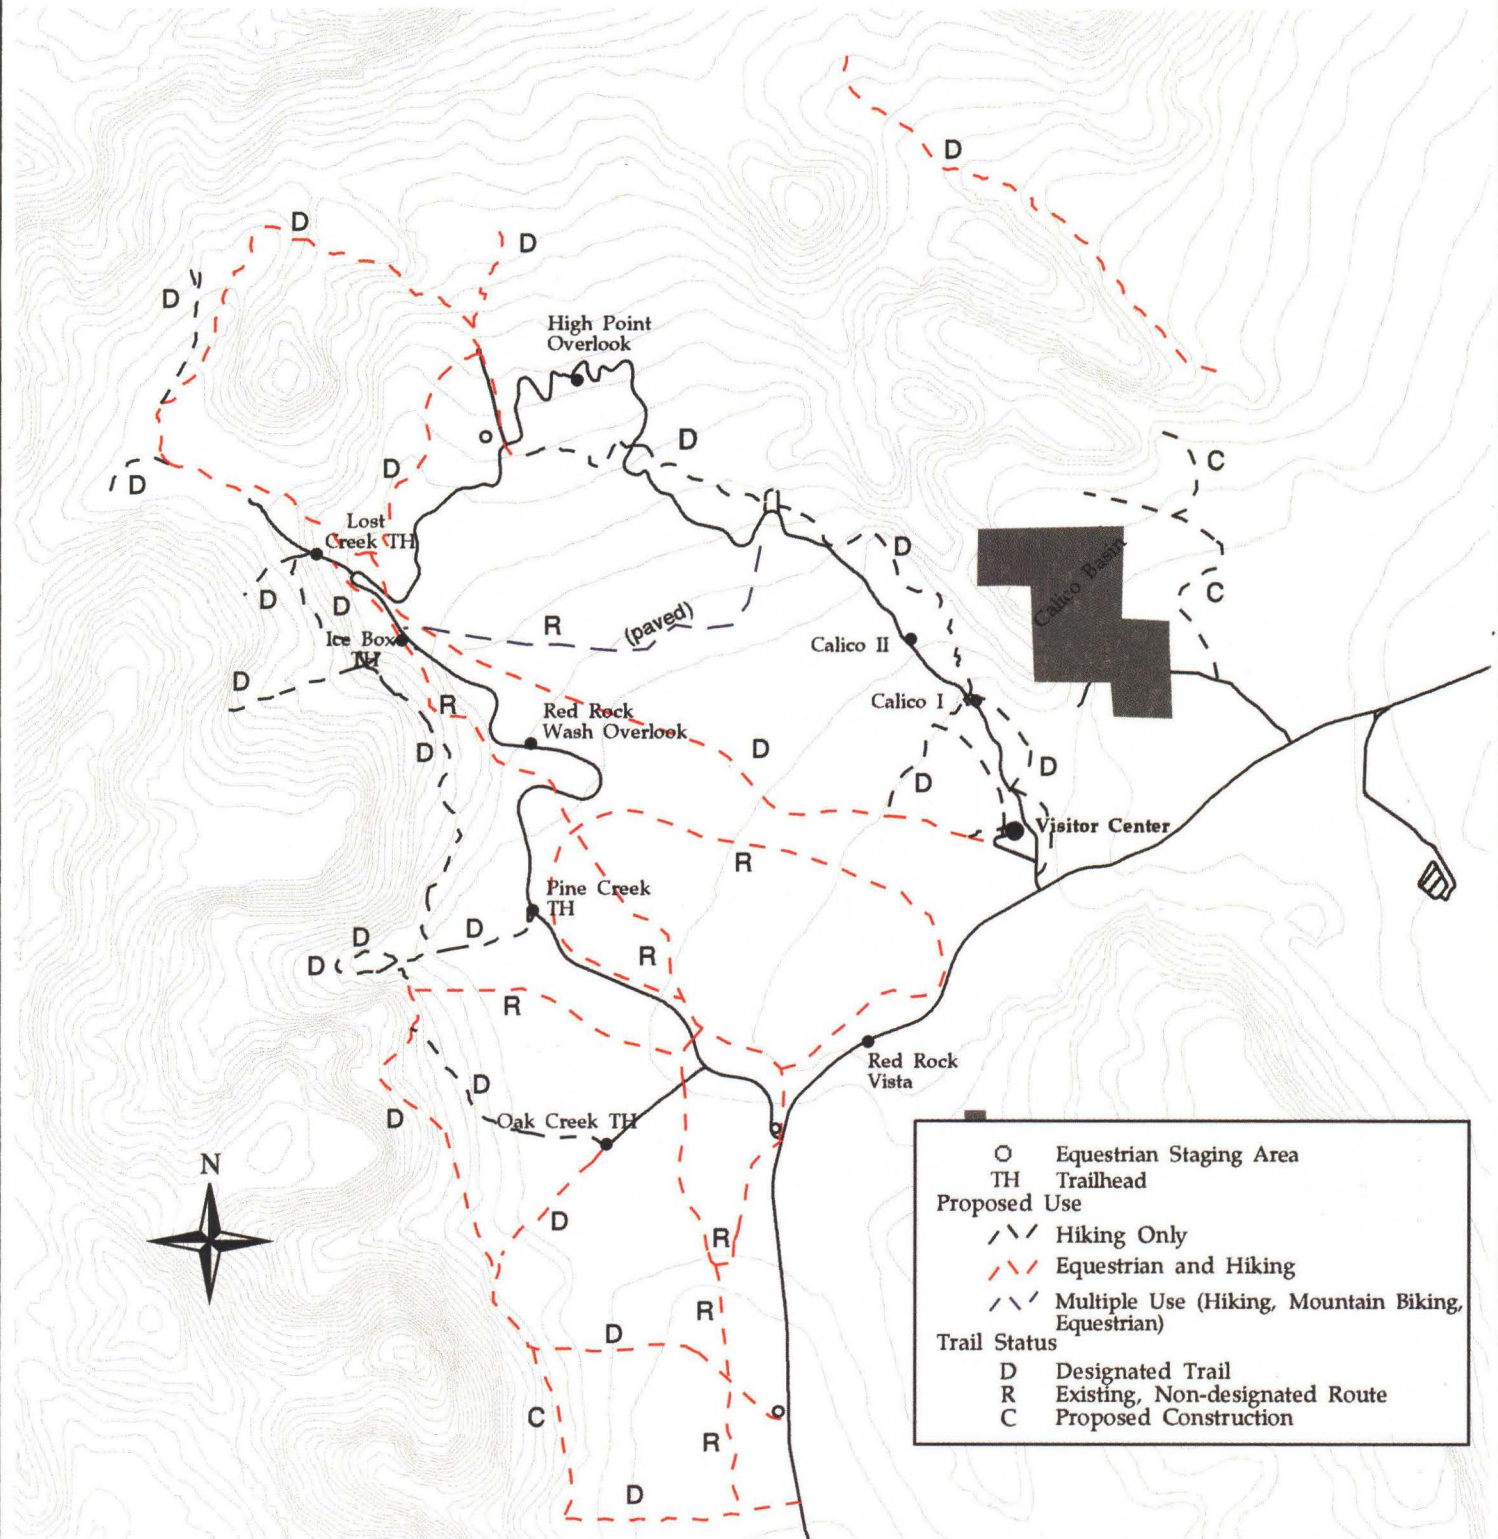 D
D
D
D
High Point
Overlook
D
D
D
C
Lost
Creek TH
D
Calico Basin
D
D
C
R
(paved)
Ice Box
TH
Calico II
D
R
Calico I
Red Rock
Wash Overlook
D
D
D
D
Visitor Center
R
Pine Creek
TH
D
D
D
R
R
Red Rock
Vista
D
D
Oak Creek TH
N
D
R
R
D
C
R
D
Equestrian Staging Area
TH Trailhead
Proposed Use
Hiking Only
Equestrian and Hiking
Multiple Use (Hiking, Mountain Biking,
Equestrian)
Trail Status
D Designated Trail
R Existing, Non-designated Route
C Proposed Construction